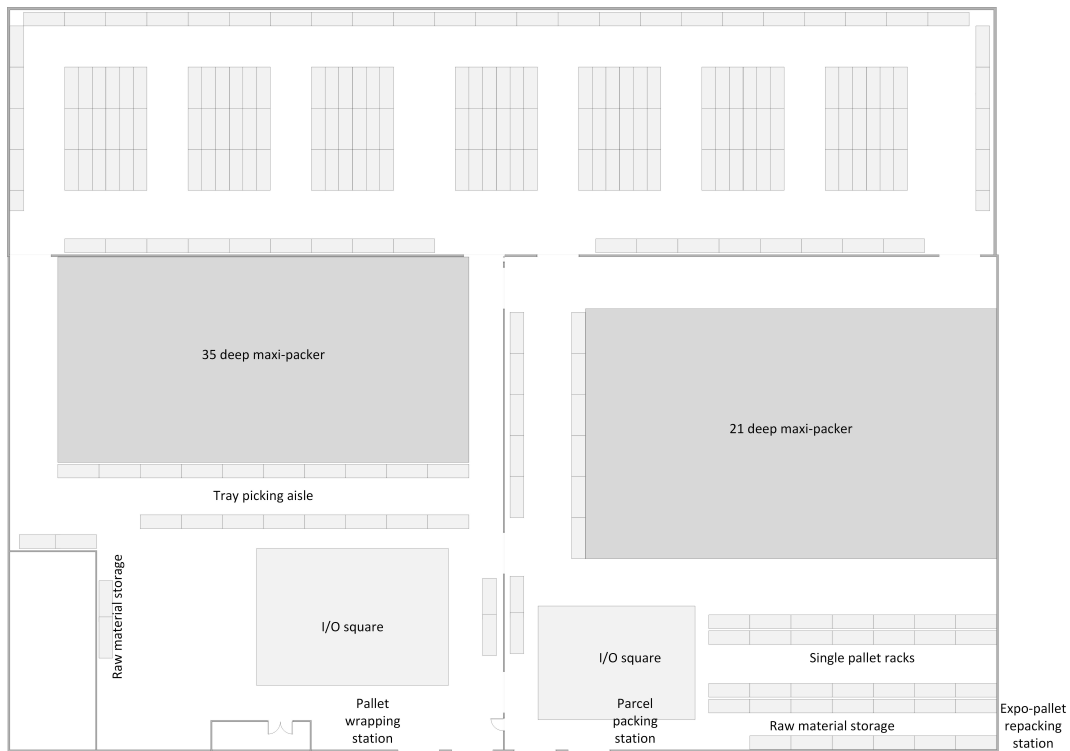 35 deep maxi-packer
21 deep maxi-packer
Tray picking aisle
Raw material storage
I/O square
I/O square
Single pallet racks
Pallet
wrapping
station
Parcel
packing
station
Raw material storage
Expo-pallet
repacking
station